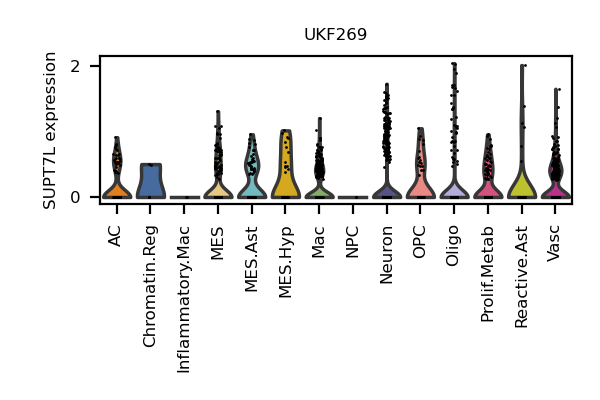 UKF269
SUPT7L expression
2
0
AC
Chromatin.Reg
Inflammatory.Mac
MES
MES.Ast
MES.Hyp
Mac
NPC
Neuron
OPC
Oligo
Prolif.Metab
Reactive.Ast
Vasc